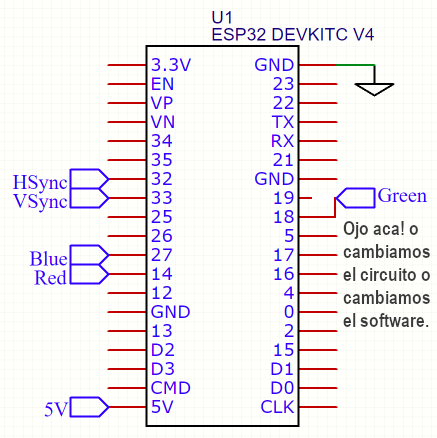 U1
ESP32 DEVKITC V4
3.3V GND
EN 23
VP 22
VN TX
34 RX
35 21
HSync 32 GND
VSync 33 19 Green
25 18
26 5
Blue 27 17
Red 14 16
12 4
GND 0
13 2
D2 15
D3 D1
CMD D0
5V 5V CLK
Ojo aca! o
cambiamos
el circuito o
cambiamos
el software.